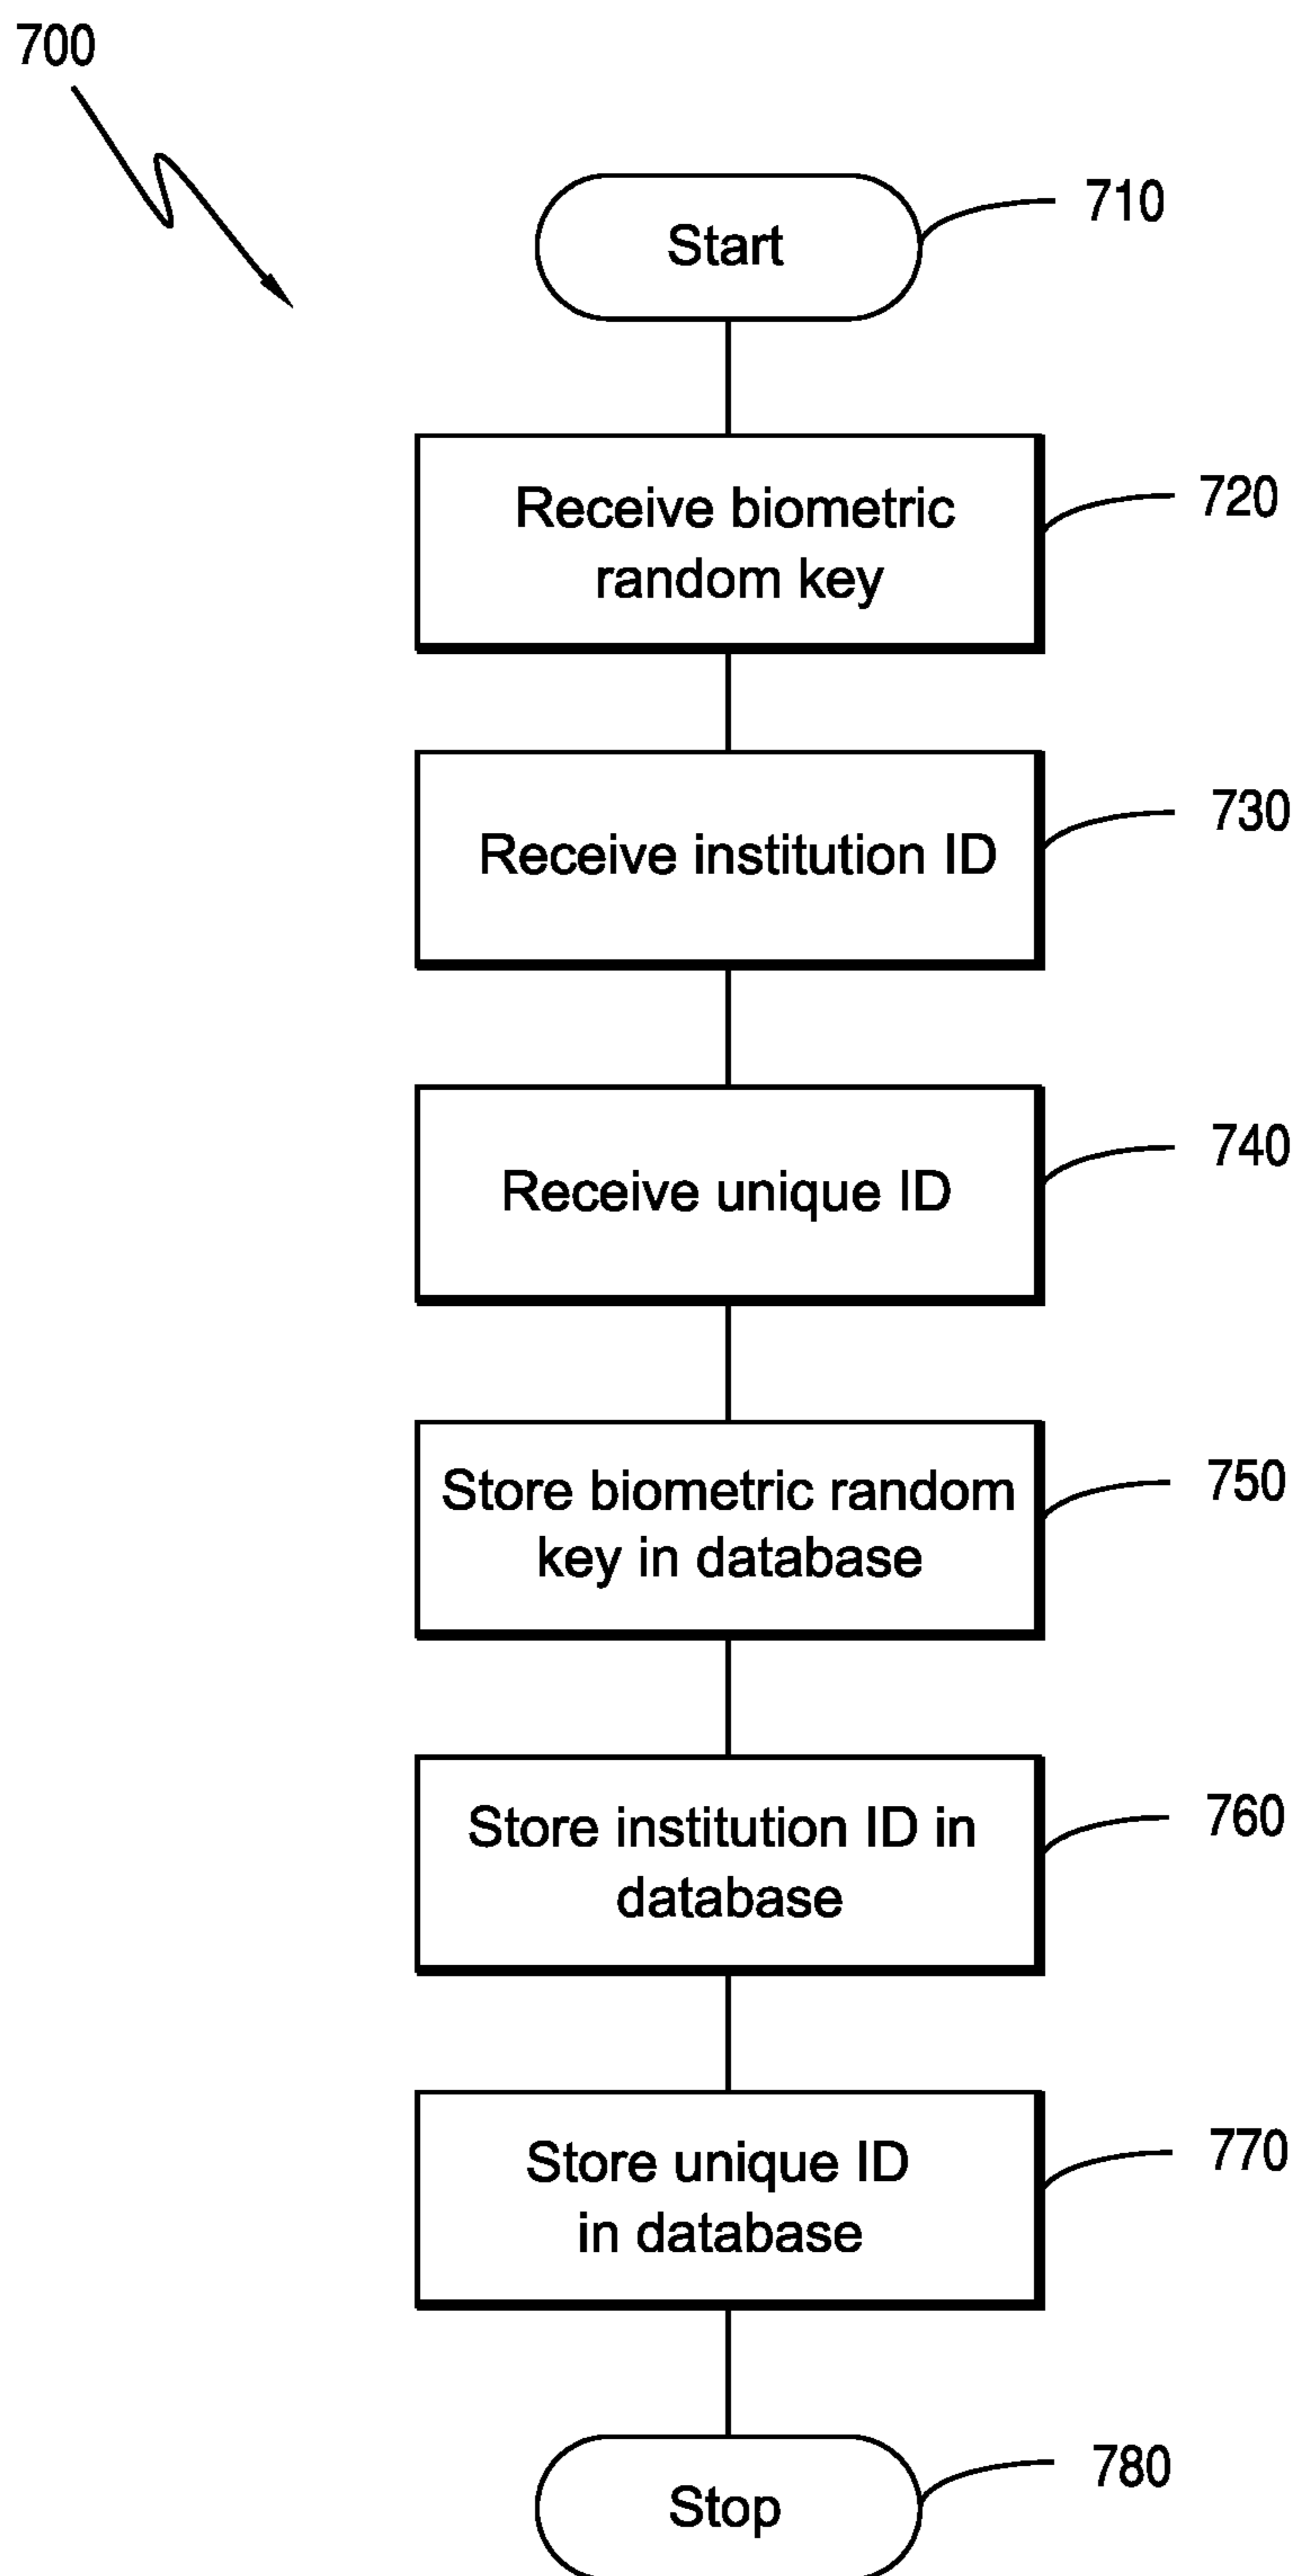 700
Start
710
Receive biometric
random key
720
Receive institution ID
730
Receive unique ID
740
Store biometric random
key in database
750
Store institution ID in
database
760
Store unique ID
in database
770
Stop
780